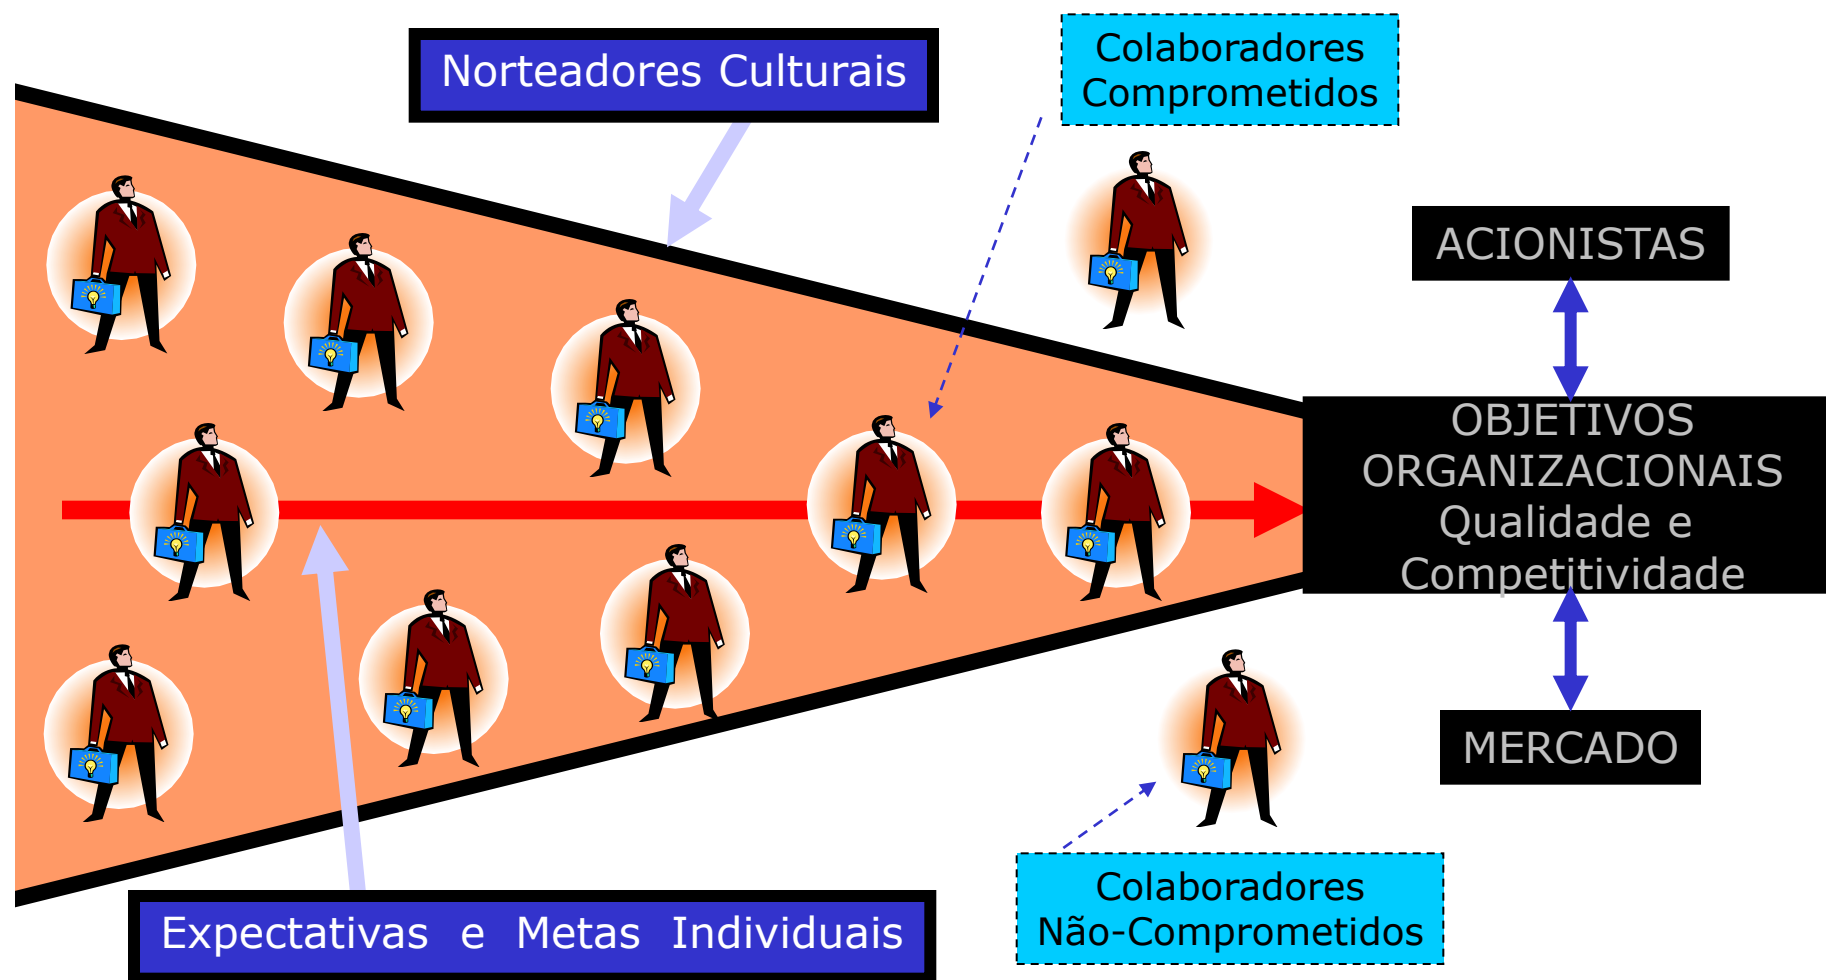 Norteadores Culturais
Colaboradores
Comprometidos
ACIONISTAS
OBJETIVOS
ORGANIZACIONAIS
Qualidade e
Competitividade
MERCADO
Colaboradores
Não-Comprometidos
Expectativas e Metas Individuais